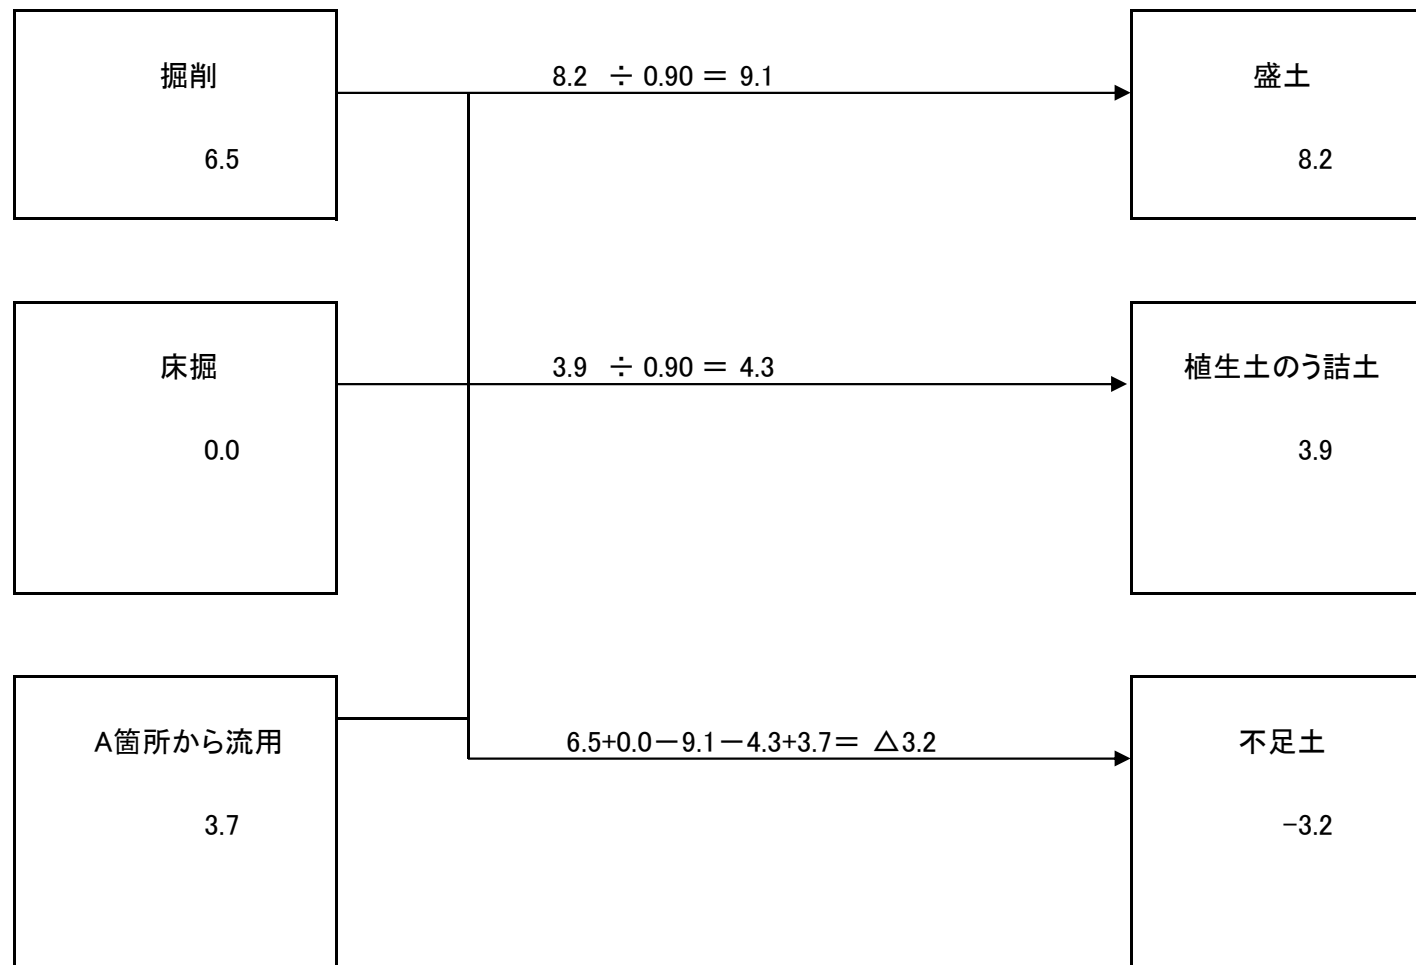 掘削
8.2 ÷ 0.90 = 9.1
盛土
6.5
8.2
床掘
3.9 ÷ 0.90 = 4.3
植生土のう詰土
0.0
3.9
A箇所から流用
6.5+0.0－9.1－4.3+3.7＝ △3.2
不足土
3.7
-3.2